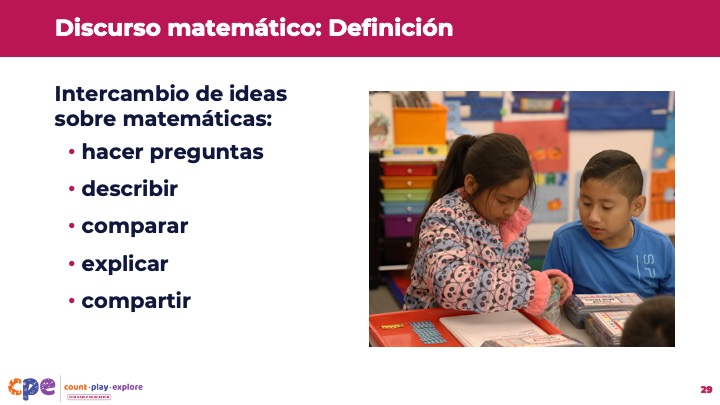 Discurso matemático: Definición
Intercambio de ideas
sobre matemáticas:
• hacer preguntas
• describir
• comparar
• explicar
• compartir
cpe
count·play·explore
29